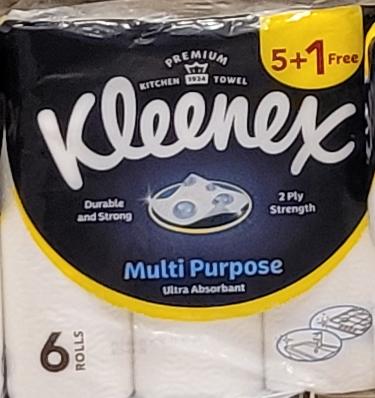 5+1 Free
PREMIUM
KITCHEN 1924 TOWEL
Kleenex
Durable
and Strong
2 Ply
Strength
Multi Purpose
Ultra Absorbant
6 ROLLS